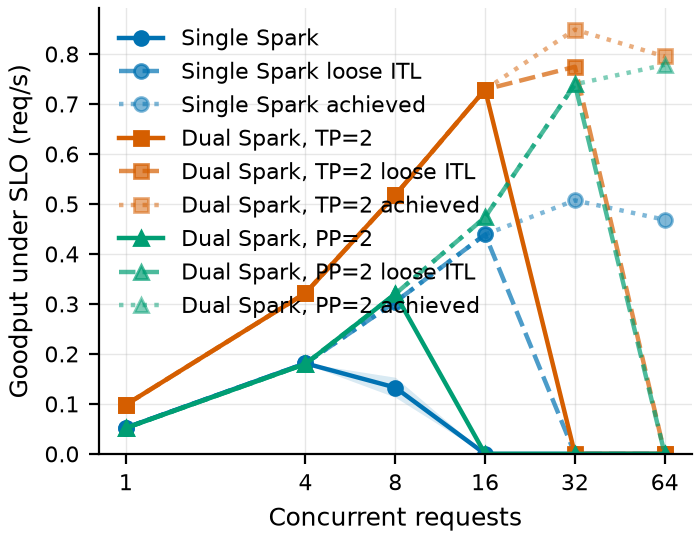 Goodput under SLO (req/s)
0.8
0.7
0.6
0.5
0.4
0.3
0.2
0.1
0.0
Single Spark
Single Spark loose ITL
Single Spark achieved
Dual Spark, TP=2
Dual Spark, TP=2 loose ITL
Dual Spark, TP=2 achieved
Dual Spark, PP=2
Dual Spark, PP=2 loose ITL
Dual Spark, PP=2 achieved
1 4 8 16 32 64
Concurrent requests